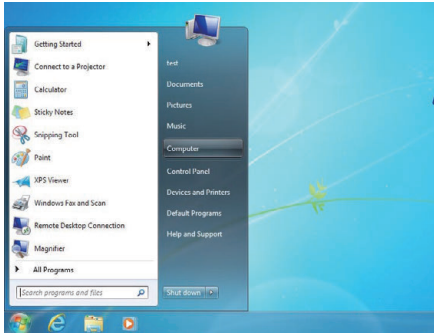 Getting Started
Connect to a Projector
Calculator
Sticky Notes
Snipping Tool
Paint
XPS Viewer
Windows Fax and Scan
Remote Desktop Connection
Magnifier
All Programs
Search programs and files
test
Documents
Pictures
Music
Computer
Control Panel
Devices and Printers
Default Programs
Help and Support
Shut down